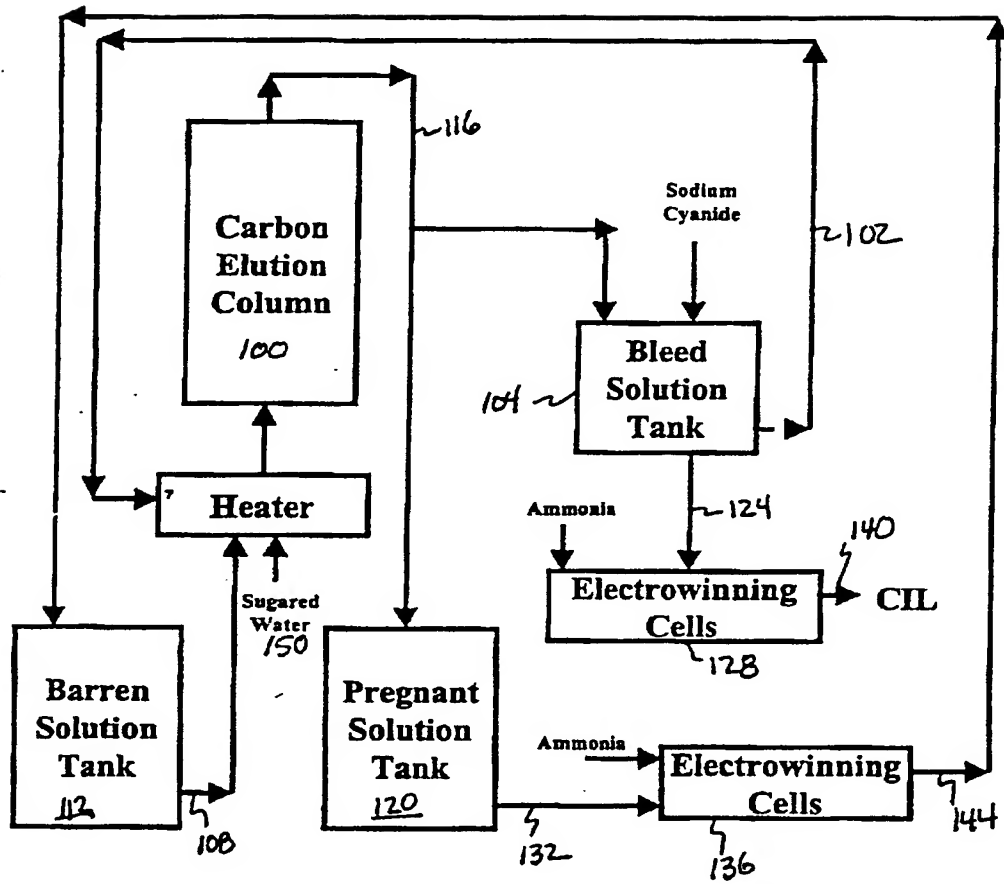 116
Sodium
Cyanide
102
Carbon
Elution
Column
100
Bleed
Solution
Tank
104
Heater
124
Ammonia
140
Electrowinning
Cells
CIL
128
Sugared
Water
150
Barren
Solution
Tank
112
108
Pregnant
Solution
Tank
120
132
Ammonia
Electrowinning
Cells
136
144